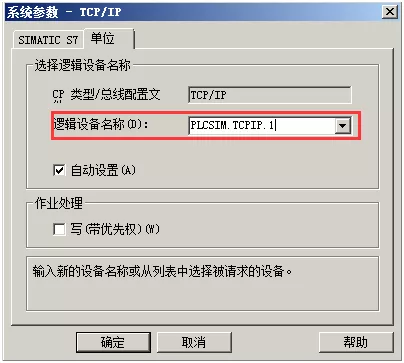 系统参数 - TCP/IP
SIMATIC S7 单位
选择逻辑设备名称
CP 类型/总线配置文
TCP/IP
逻辑设备名称(D):
PLCSIM.TCPIP.1
自动设置(A)
作业处理
写(带优先权)(W)
输入新的设备名称或从列表中选择被请求的设备。
确定 取消 帮助